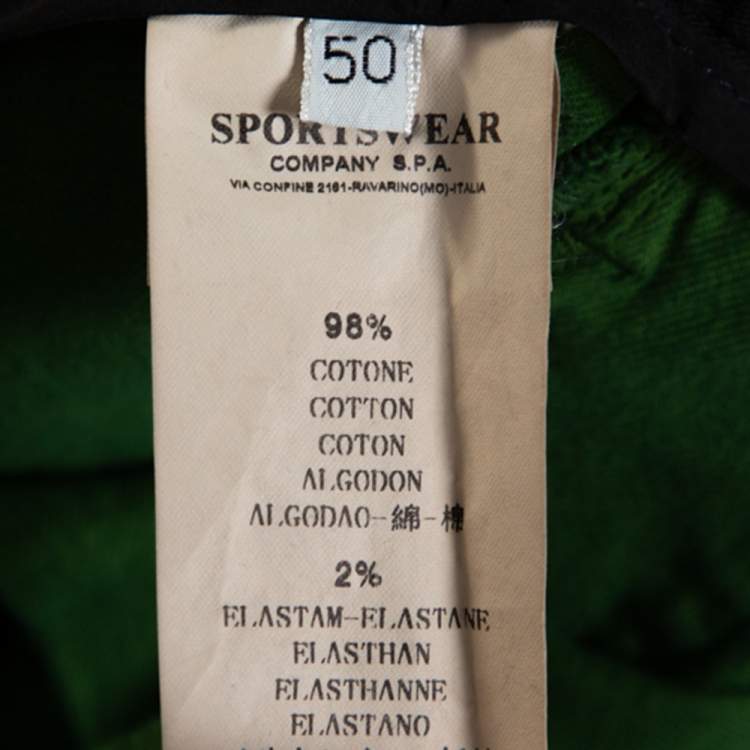 50
SPORTSWEAR
COMPANY S.P.A.
VIA CONFINE 2161-RAVARINO(MO)-ITALIA
98%
COTONE
COTTON
COTON
ALGODON
ALGODAO-綿-棉
2%
ELASTAM-ELASTANE
ELASTHAN
ELASTHANNE
ELASTANO